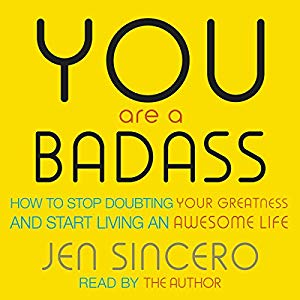 YOU
are a
BADASS
HOW TO STOP DOUBTING YOUR GREATNESS
AND START LIVING AN AWESOME LIFE
JEN SINCERO
READ BY THE AUTHOR